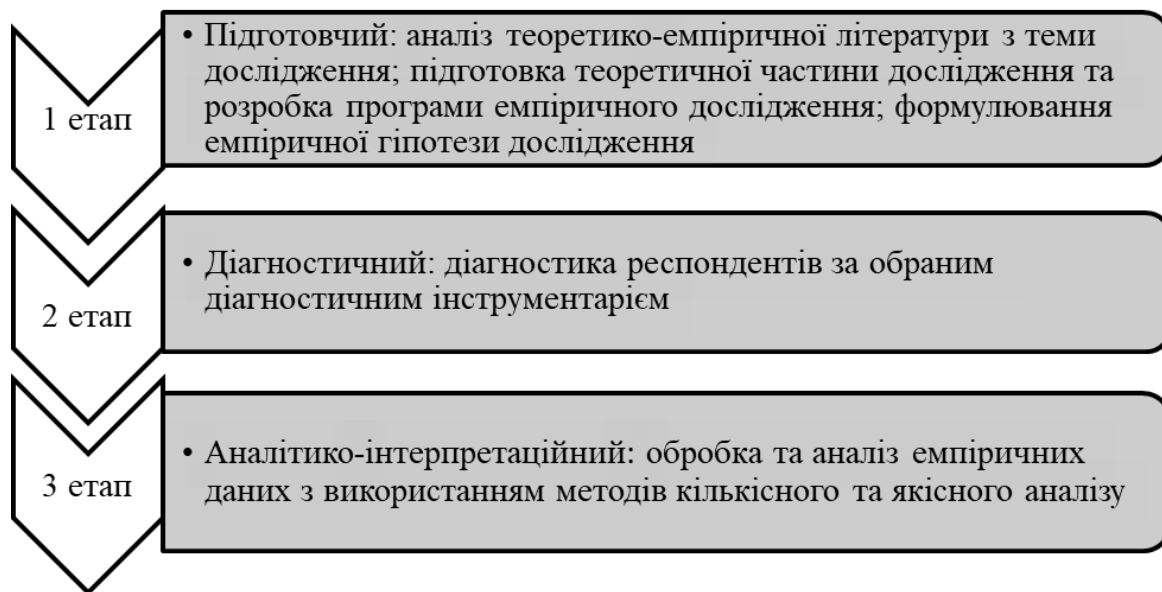 1 етап
• Підготовчий: аналіз теоретико-емпіричної літератури з теми
дослідження; підготовка теоретичної частини дослідження та
розробка програми емпіричного дослідження; формулювання
емпіричної гіпотези дослідження
2 етап
• Діагностичний: діагностика респондентів за обраним
діагностичним інструментарієм
3 етап
• Аналітико-інтерпретаційний: обробка та аналіз емпіричних
даних з використанням методів кількісного та якісного аналізу